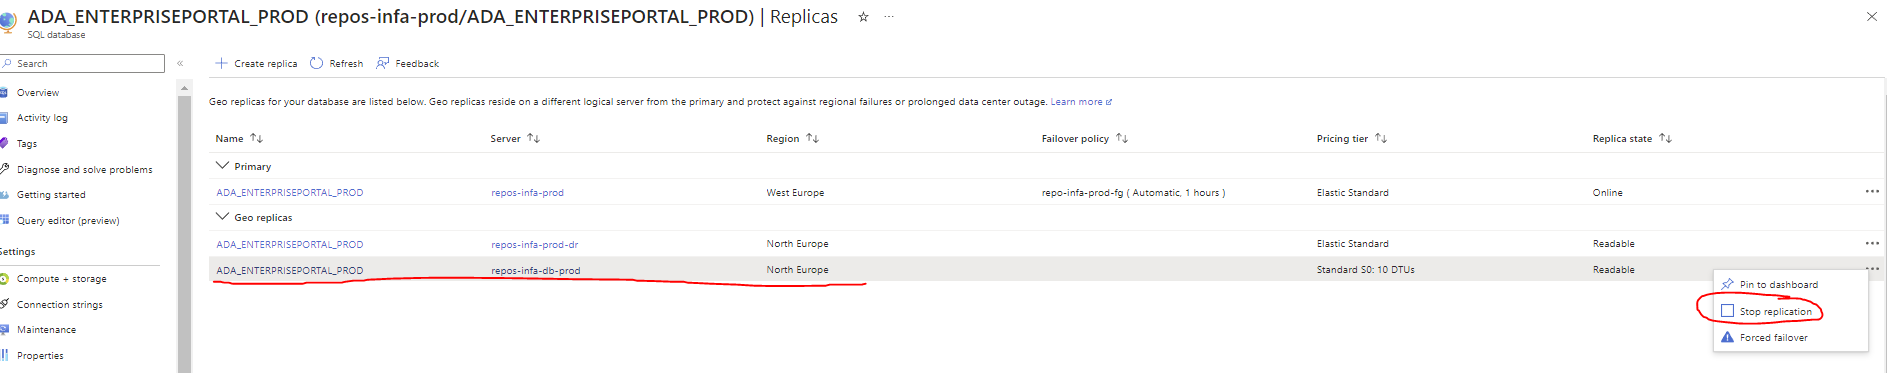 ADA_ENTERPRISEPORTAL_PROD (repos-infa-prod/ADA_ENTERPRISEPORTAL_PROD) | Replicas ☆ ···
SQL database
Search «
Create replica Refresh Feedback
Overview
Activity log
Tags
Diagnose and solve problems
Getting started
Query editor (preview)
Settings
Compute + storage
Connection strings
Maintenance
Properties
Geo replicas for your database are listed below. Geo replicas reside on a different logical server from the primary and protect against regional failures or prolonged data center outage. Learn more
Name ↑↓ Server ↑↓ Region ↑↓ Failover policy ↑↓ Pricing tier ↑↓ Replica state ↑↓
Primary
ADA_ENTERPRISEPORTAL_PROD repos-infa-prod West Europe repo-infa-prod-fg ( Automatic, 1 hours ) Elastic Standard Online ···
Geo replicas
ADA_ENTERPRISEPORTAL_PROD repos-infa-prod-dr North Europe Elastic Standard Readable ···
ADA_ENTERPRISEPORTAL_PROD repos-infa-db-prod North Europe Standard S0: 10 DTUs Readable ···
Pin to dashboard
Stop replication
Forced failover